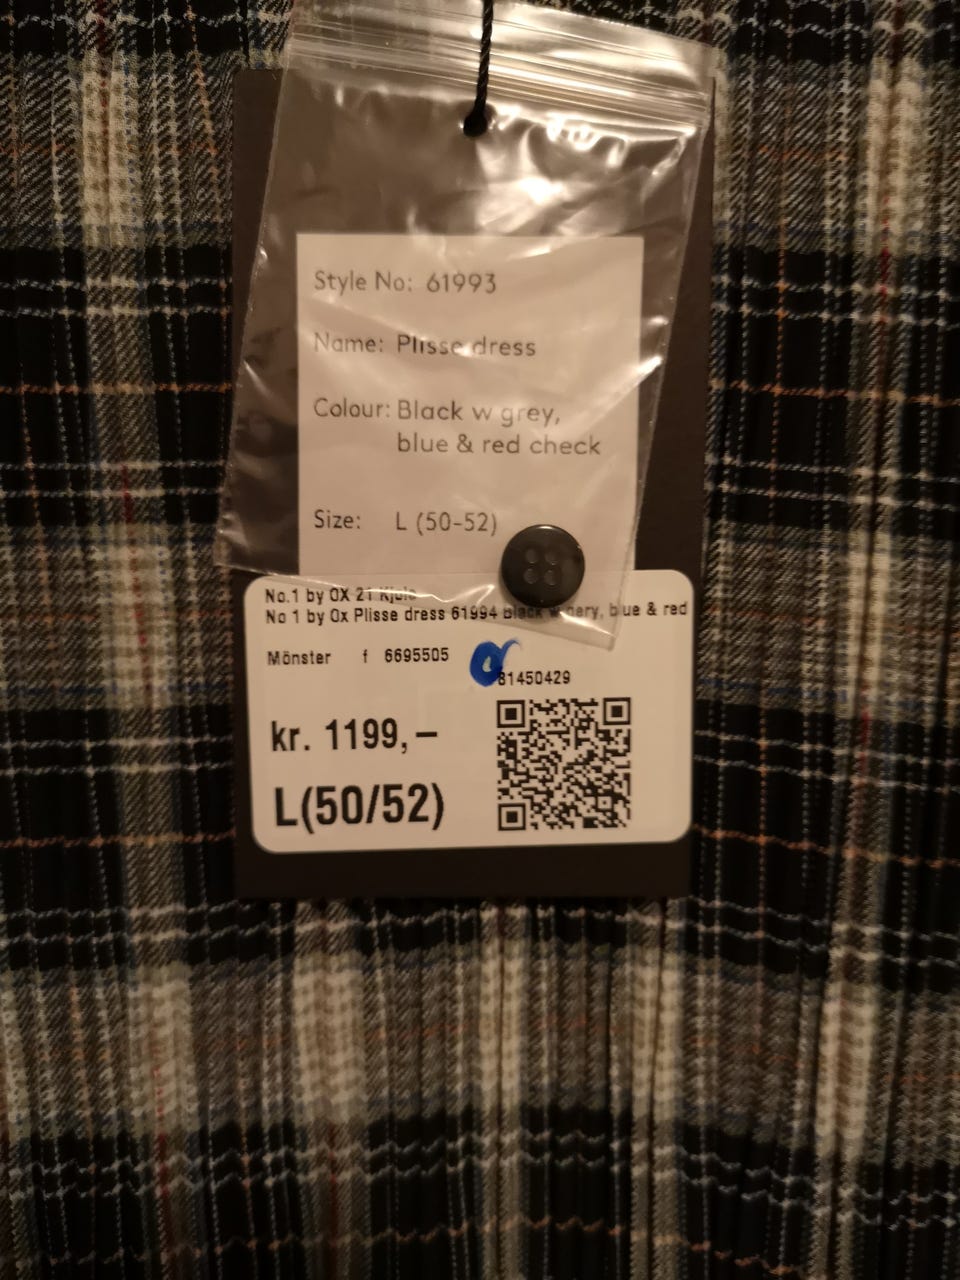 Style No: 61993
Name: Plisse dress
Colour: Black w grey,
blue & red check
Size: L (50-52)
No.1 by OX 21 Kjole
No 1 by Ox Plisse dress 61994 Black w gery, blue & red
Mönster f 6695505
81450429
kr. 1199,–
L(50/52)